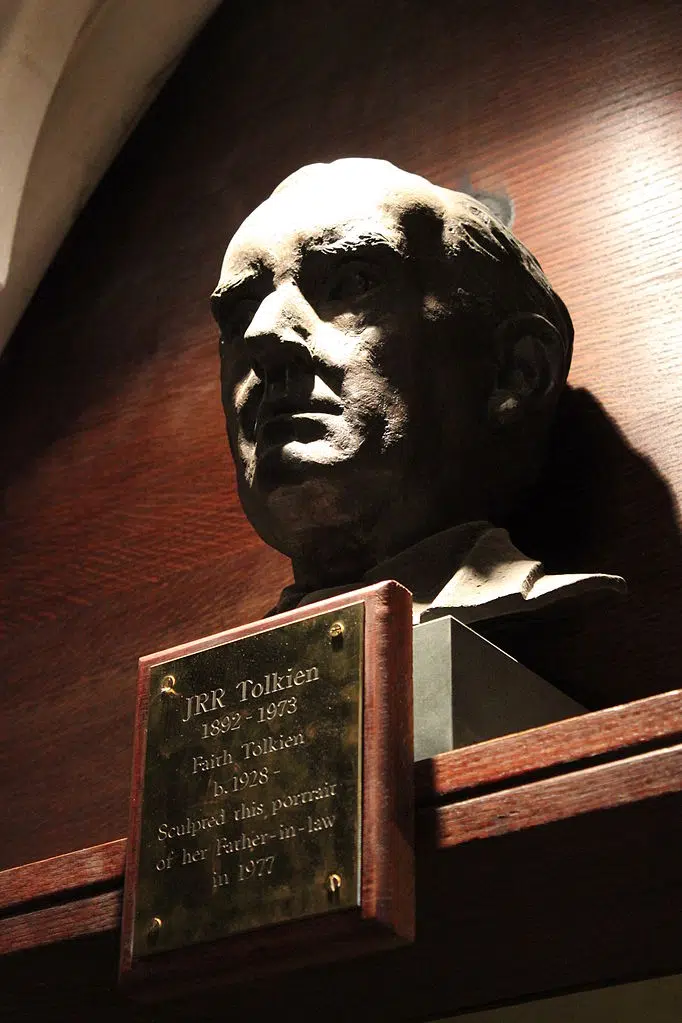 JRR Tolkien
1892-1973
Faith Tolkien
b.1928-
Sculpted this portrait
of her Father-in-law
in 1977